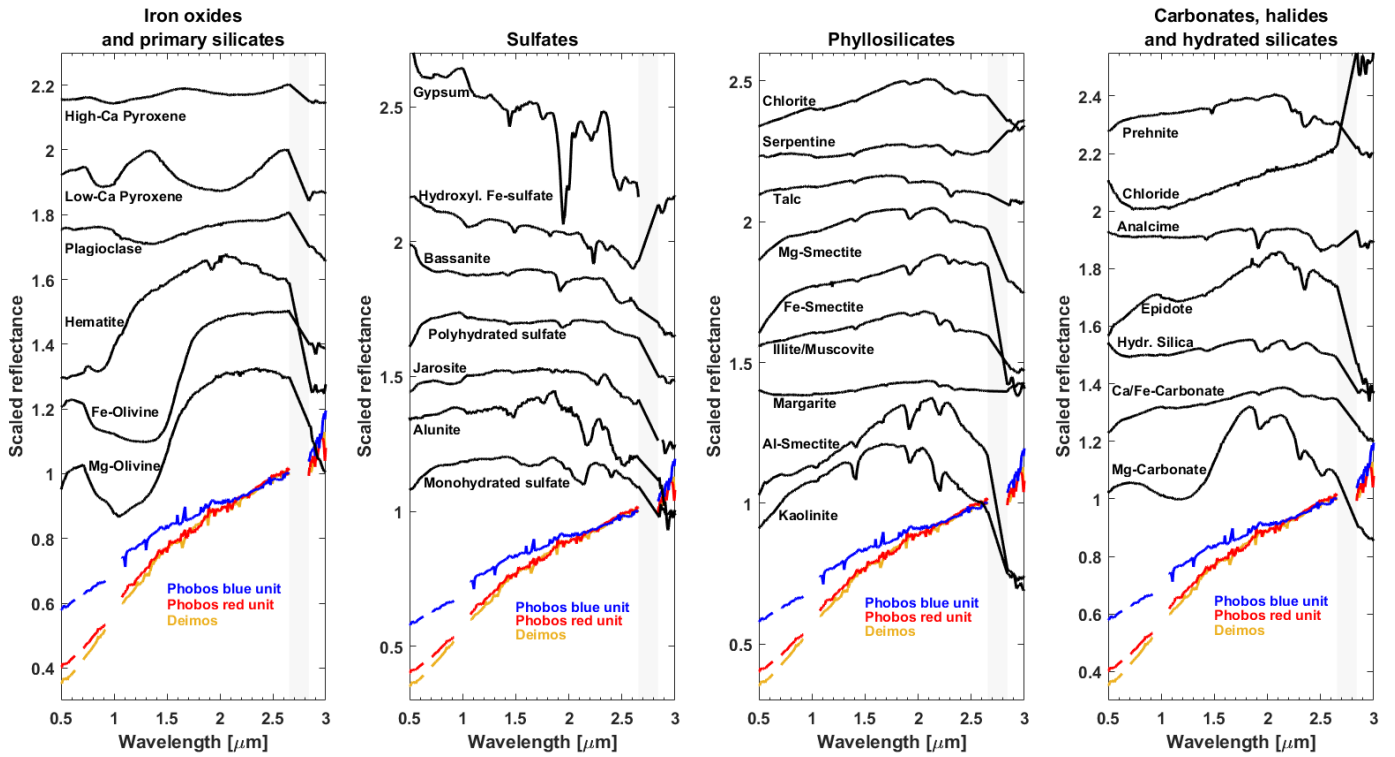 Iron oxides
and primary silicates
Scaled reflectance
2.2
2
1.8
1.6
1.4
1.2
1
0.8
0.6
0.4
High-Ca Pyroxene
Low-Ca Pyroxene
Plagioclase
Hematite
Fe-Olivine
Mg-Olivine
Phobos blue unit
Phobos red unit
Deimos
0.5 1 1.5 2 2.5 3
Wavelength [μm]
Sulfates
Scaled reflectance
2.5
2
1.5
1
0.5
Gypsum
Hydroxyl. Fe-sulfate
Bassanite
Polyhydrated sulfate
Jarosite
Alunite
Monohydrated sulfate
Phobos blue unit
Phobos red unit
Deimos
0.5 1 1.5 2 2.5 3
Wavelength [μm]
Phyllosilicates
Scaled reflectance
2.5
2
1.5
1
0.5
Chlorite
Serpentine
Talc
Mg-Smectite
Fe-Smectite
Illite/Muscovite
Margarite
Al-Smectite
Kaolinite
Phobos blue unit
Phobos red unit
Deimos
0.5 1 1.5 2 2.5 3
Wavelength [μm]
Carbonates, halides
and hydrated silicates
Scaled reflectance
2.4
2.2
2
1.8
1.6
1.4
1.2
1
0.8
0.6
0.4
Prehnite
Chloride
Analcime
Epidote
Hydr. Silica
Ca/Fe-Carbonate
Mg-Carbonate
Phobos blue unit
Phobos red unit
Deimos
0.5 1 1.5 2 2.5 3
Wavelength [μm]